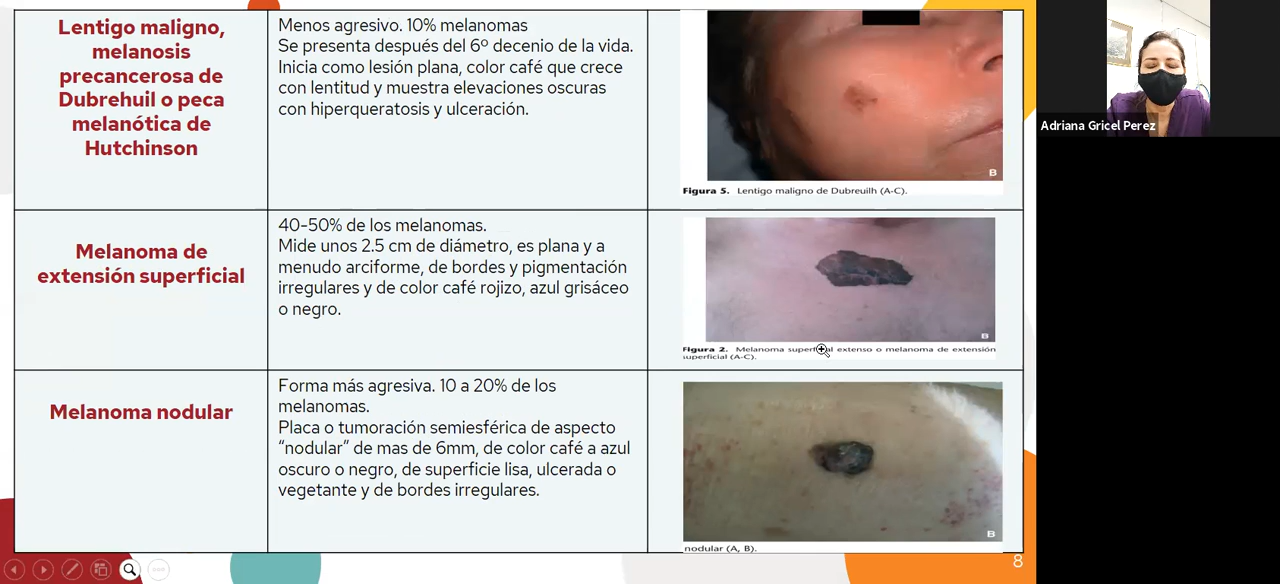 Lentigo maligno,
melanosis
precancerosa de
Dubrehuil o peca
melanótica de
Hutchinson
Menos agresivo. 10% melanomas
Se presenta después del 6º decenio de la vida.
Inicia como lesión plana, color café que crece
con lentitud y muestra elevaciones oscuras
con hiperqueratosis y ulceración.
B
Figura 5. Lentigo maligno de Dubreuilh (A-C).
Melanoma de
extensión superficial
40-50% de los melanomas.
Mide unos 2.5 cm de diámetro, es plana y a
menudo arciforme, de bordes y pigmentación
irregulares y de color café rojizo, azul grisáceo
o negro.
B
Figura 2. Melanoma superficial extenso o melanoma de extensión
superficial (A-C).
Melanoma nodular
Forma más agresiva. 10 a 20% de los
melanomas.
Placa o tumoración semiesférica de aspecto
“nodular” de mas de 6mm, de color café a azul
oscuro o negro, de superficie lisa, ulcerada o
vegetante y de bordes irregulares.
B
nodular (A, B).
8
Adriana Gricel Perez